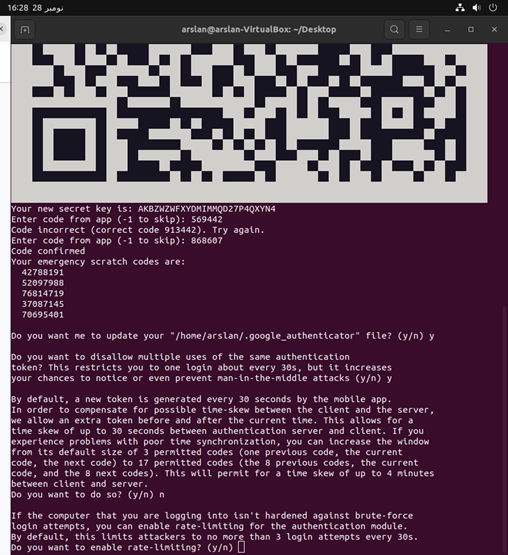 16:28 28 نومبر
arslan@arslan-VirtualBox: ~/Desktop
Your new secret key is: AKBZWZWFXYDMIMMQD27P4QXYN4
Enter code from app (-1 to skip): 569442
Code incorrect (correct code 913442). Try again.
Enter code from app (-1 to skip): 868607
Code confirmed
Your emergency scratch codes are:
42788191
52097988
76814719
37087145
70695401
Do you want me to update your "/home/arslan/.google_authenticator" file? (y/n) y
Do you want to disallow multiple uses of the same authentication
token? This restricts you to one login about every 30s, but it increases
your chances to notice or even prevent man-in-the-middle attacks (y/n) y
By default, a new token is generated every 30 seconds by the mobile app.
In order to compensate for possible time-skew between the client and the server,
we allow an extra token before and after the current time. This allows for a
time skew of up to 30 seconds between authentication server and client. If you
experience problems with poor time synchronization, you can increase the window
from its default size of 3 permitted codes (one previous code, the current
code, the next code) to 17 permitted codes (the 8 previous codes, the current
code, and the 8 next codes). This will permit for a time skew of up to 4 minutes
between client and server.
Do you want to do so? (y/n) n
If the computer that you are logging into isn't hardened against brute-force
login attempts, you can enable rate-limiting for the authentication module.
By default, this limits attackers to no more than 3 login attempts every 30s.
Do you want to enable rate-limiting? (y/n)